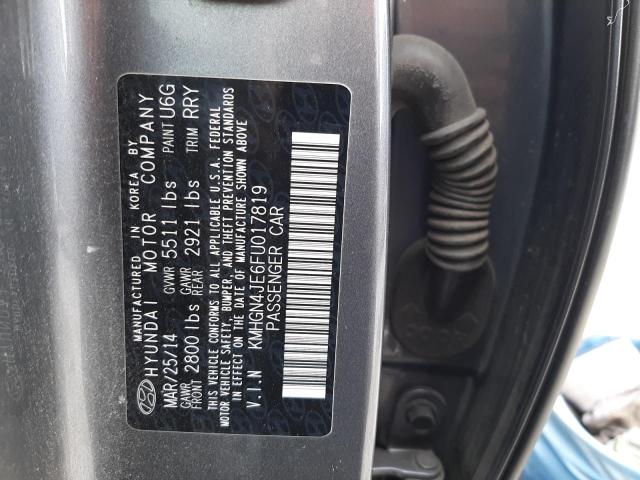 MANUFACTURED IN KOREA BY
HYUNDAI MOTOR COMPANY
MAR/25/14 GVWR 5511 lbs PAINT U6G
GAWR FRONT 2800 lbs GAWR REAR 2921 lbs TRIM RRY
THIS VEHICLE CONFORMS TO ALL APPLICABLE U.S.A. FEDERAL
MOTOR VEHICLE SAFETY, BUMPER, AND THEFT PREVENTION STANDARDS
IN EFFECT ON THE DATE OF MANUFACTURE SHOWN ABOVE
V.I.N KMHGN4JE6FU017819
PASSENGER CAR